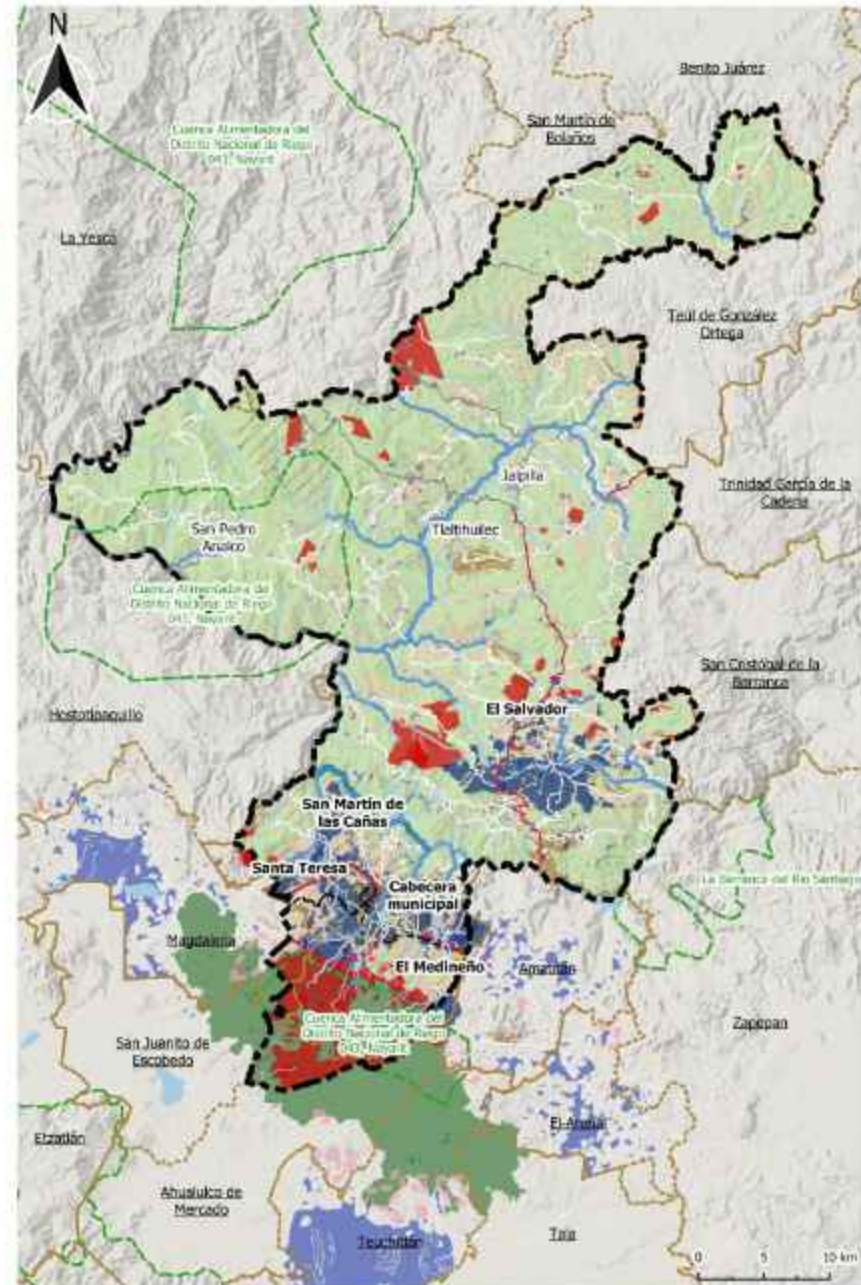 N
Benito Juárez
San Martín de
Bolaños
Cuenca Alimentadora del
Distrito Nacional de Riego
043, Nayarit
La Yesca
Teúl de González
Ortega
Jalpilla
Trinidad García de la
Cadena
San Pedro
Analco
Tlaltihuilec
Cuenca Alimentadora del
Distrito Nacional de Riego
043, Nayarit
San Cristóbal de la
Barranca
Hostotipaquillo
El Salvador
San Martín de
las Cañas
Santa Teresa
Cabecera
municipal
La Barranca del Río Santiago
Magdalena
El Medineño
Amatitán
Cuenca Alimentadora del
Distrito Nacional de Riego
043, Nayarit
San Juanito de
Escobedo
Zapopan
El Arenal
Etzatlán
Ahualulco de
Mercado
Teuchitlán
Tala
0 5 10 km